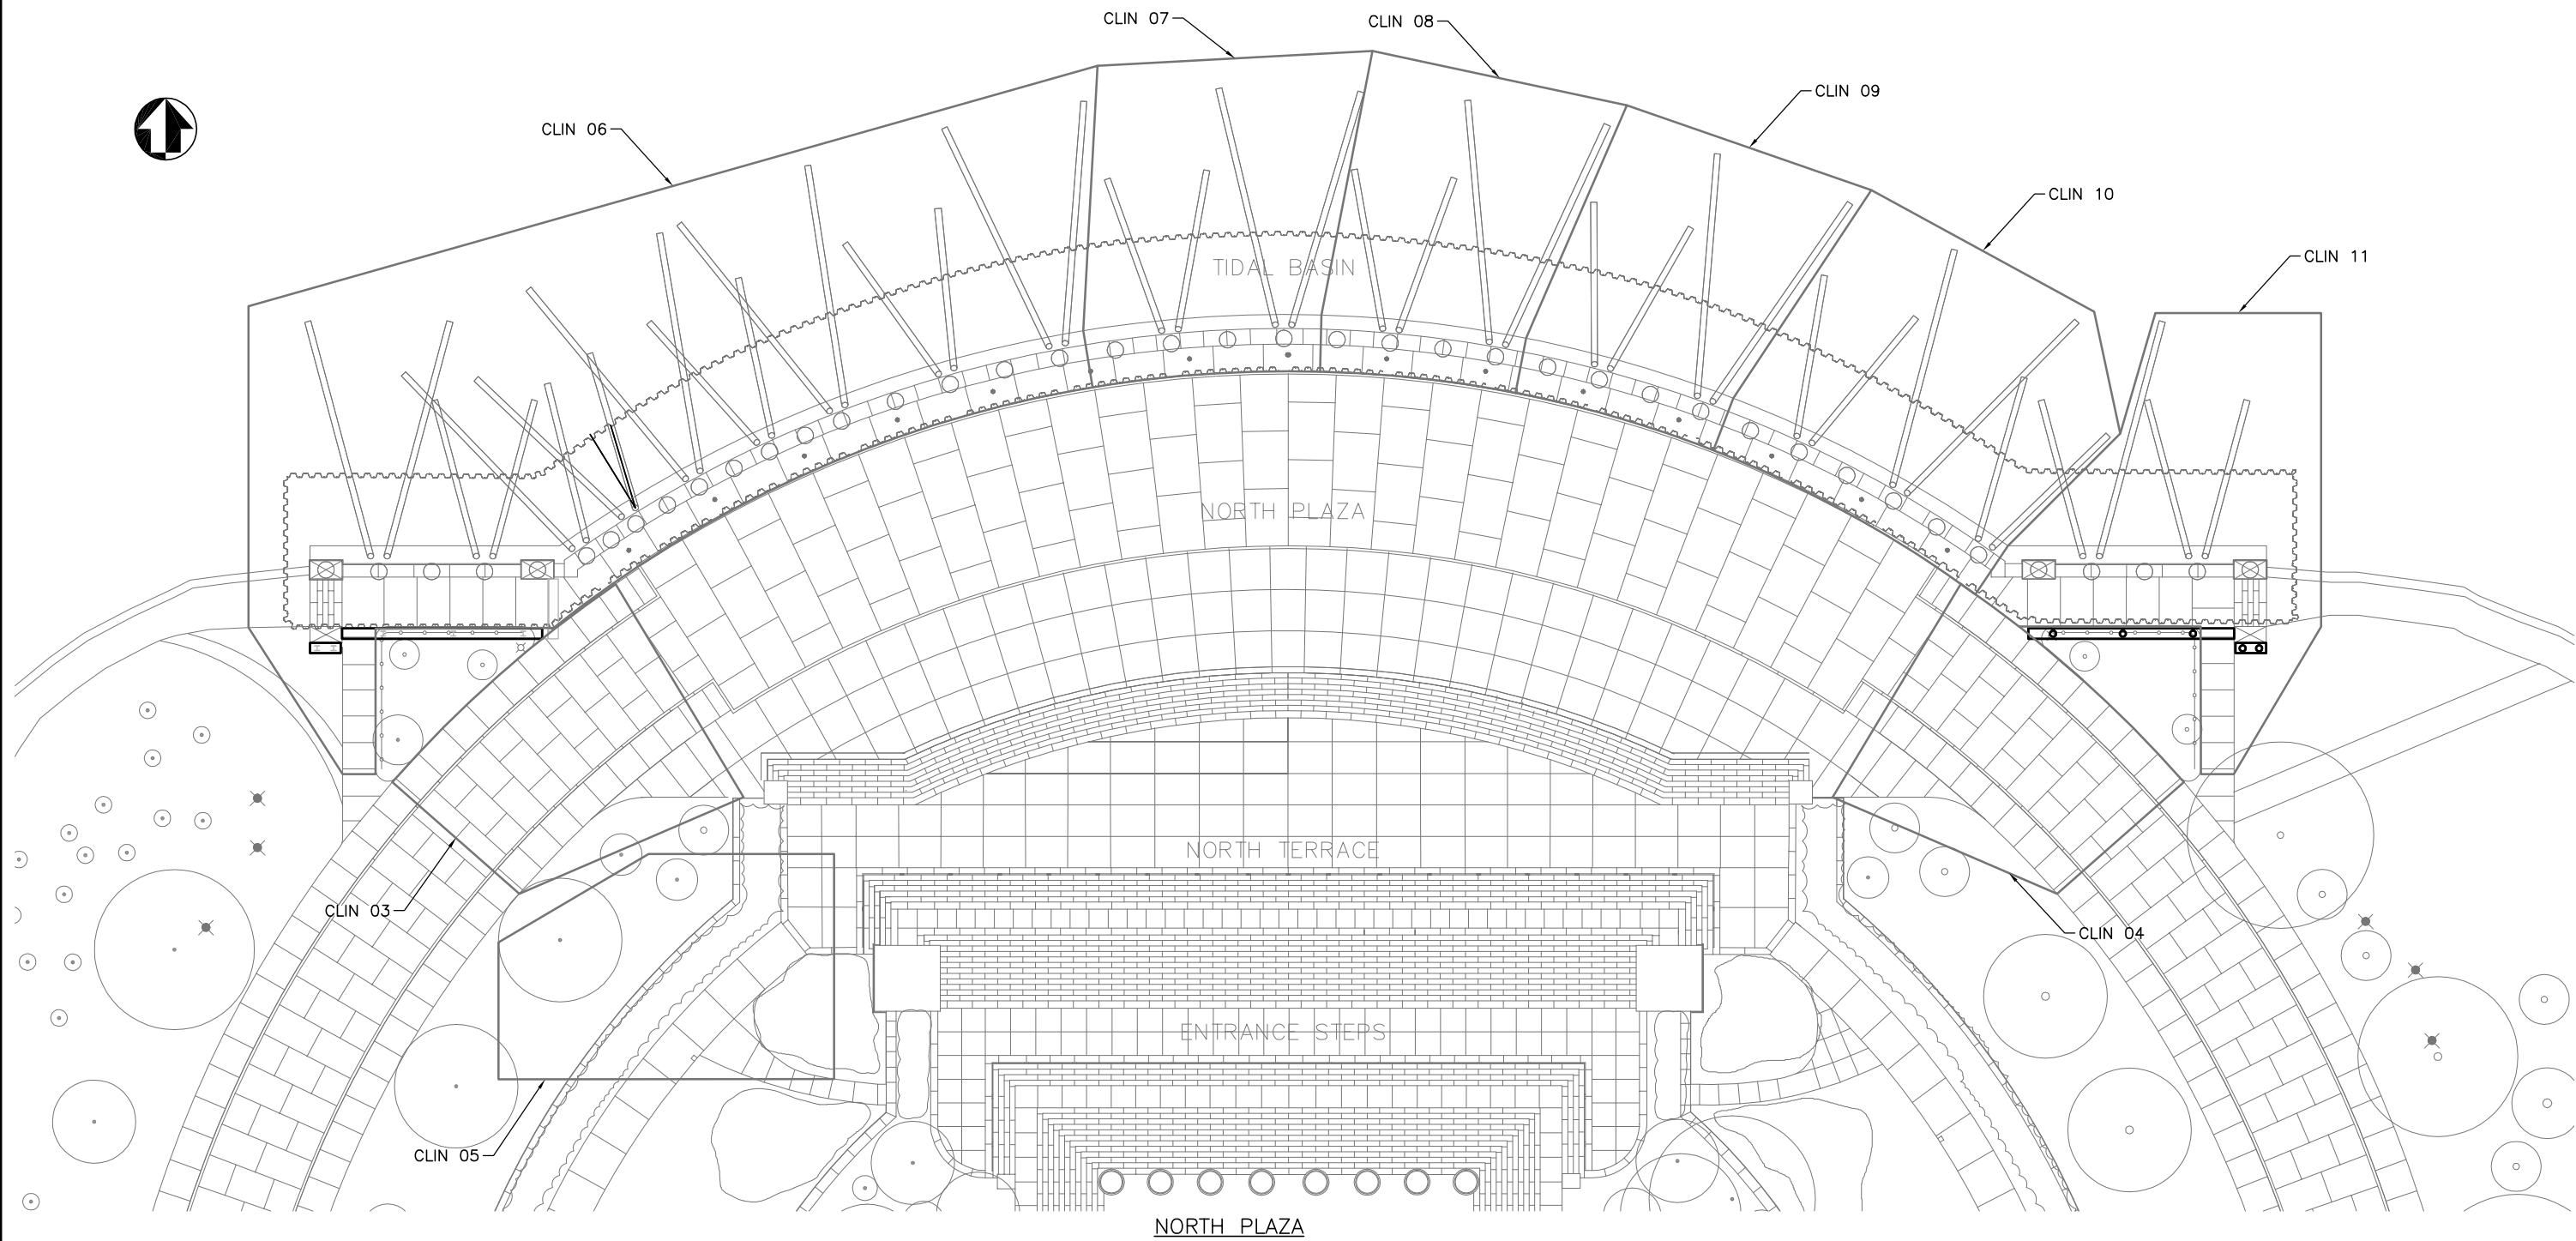 CLIN 07
CLIN 08
CLIN 09
CLIN 06
CLIN 10
CLIN 11
TIDAL BASIN
NORTH PLAZA
NORTH TERRACE
CLIN 03
CLIN 04
ENTRANCE STEPS
CLIN 05
NORTH PLAZA